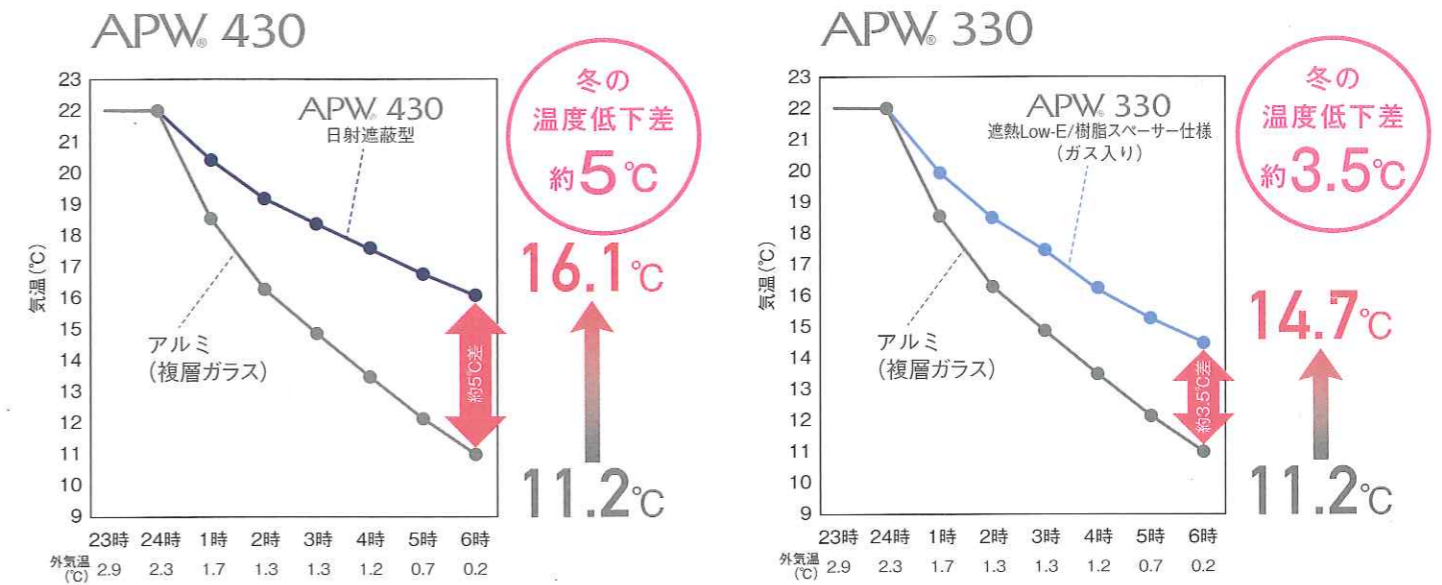 APW® 430
冬の
温度低下差
約5℃
APW® 430
日射遮蔽型
アルミ
(複層ガラス)
約5℃差
16.1℃
11.2℃
気温(℃)
23
22
21
20
19
18
17
16
15
14
13
12
11
10
9
23時 24時 1時 2時 3時 4時 5時 6時
外気温
(℃) 2.9 2.3 1.7 1.3 1.3 1.2 0.7 0.2
APW® 330
冬の
温度低下差
約3.5℃
APW® 330
遮熱Low-E/樹脂スペーサー仕様
(ガス入り)
アルミ
(複層ガラス)
約3.5℃差
14.7℃
11.2℃
気温(℃)
23
22
21
20
19
18
17
16
15
14
13
12
11
10
9
23時 24時 1時 2時 3時 4時 5時 6時
外気温
(℃) 2.9 2.3 1.7 1.3 1.3 1.2 0.7 0.2